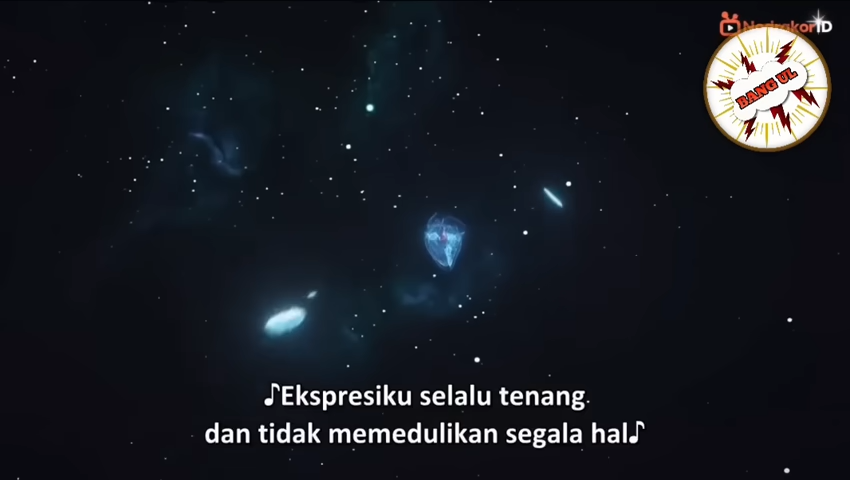 BANG UL
♪Ekspresiku selalu tenang
dan tidak memedulikan segala hal♪